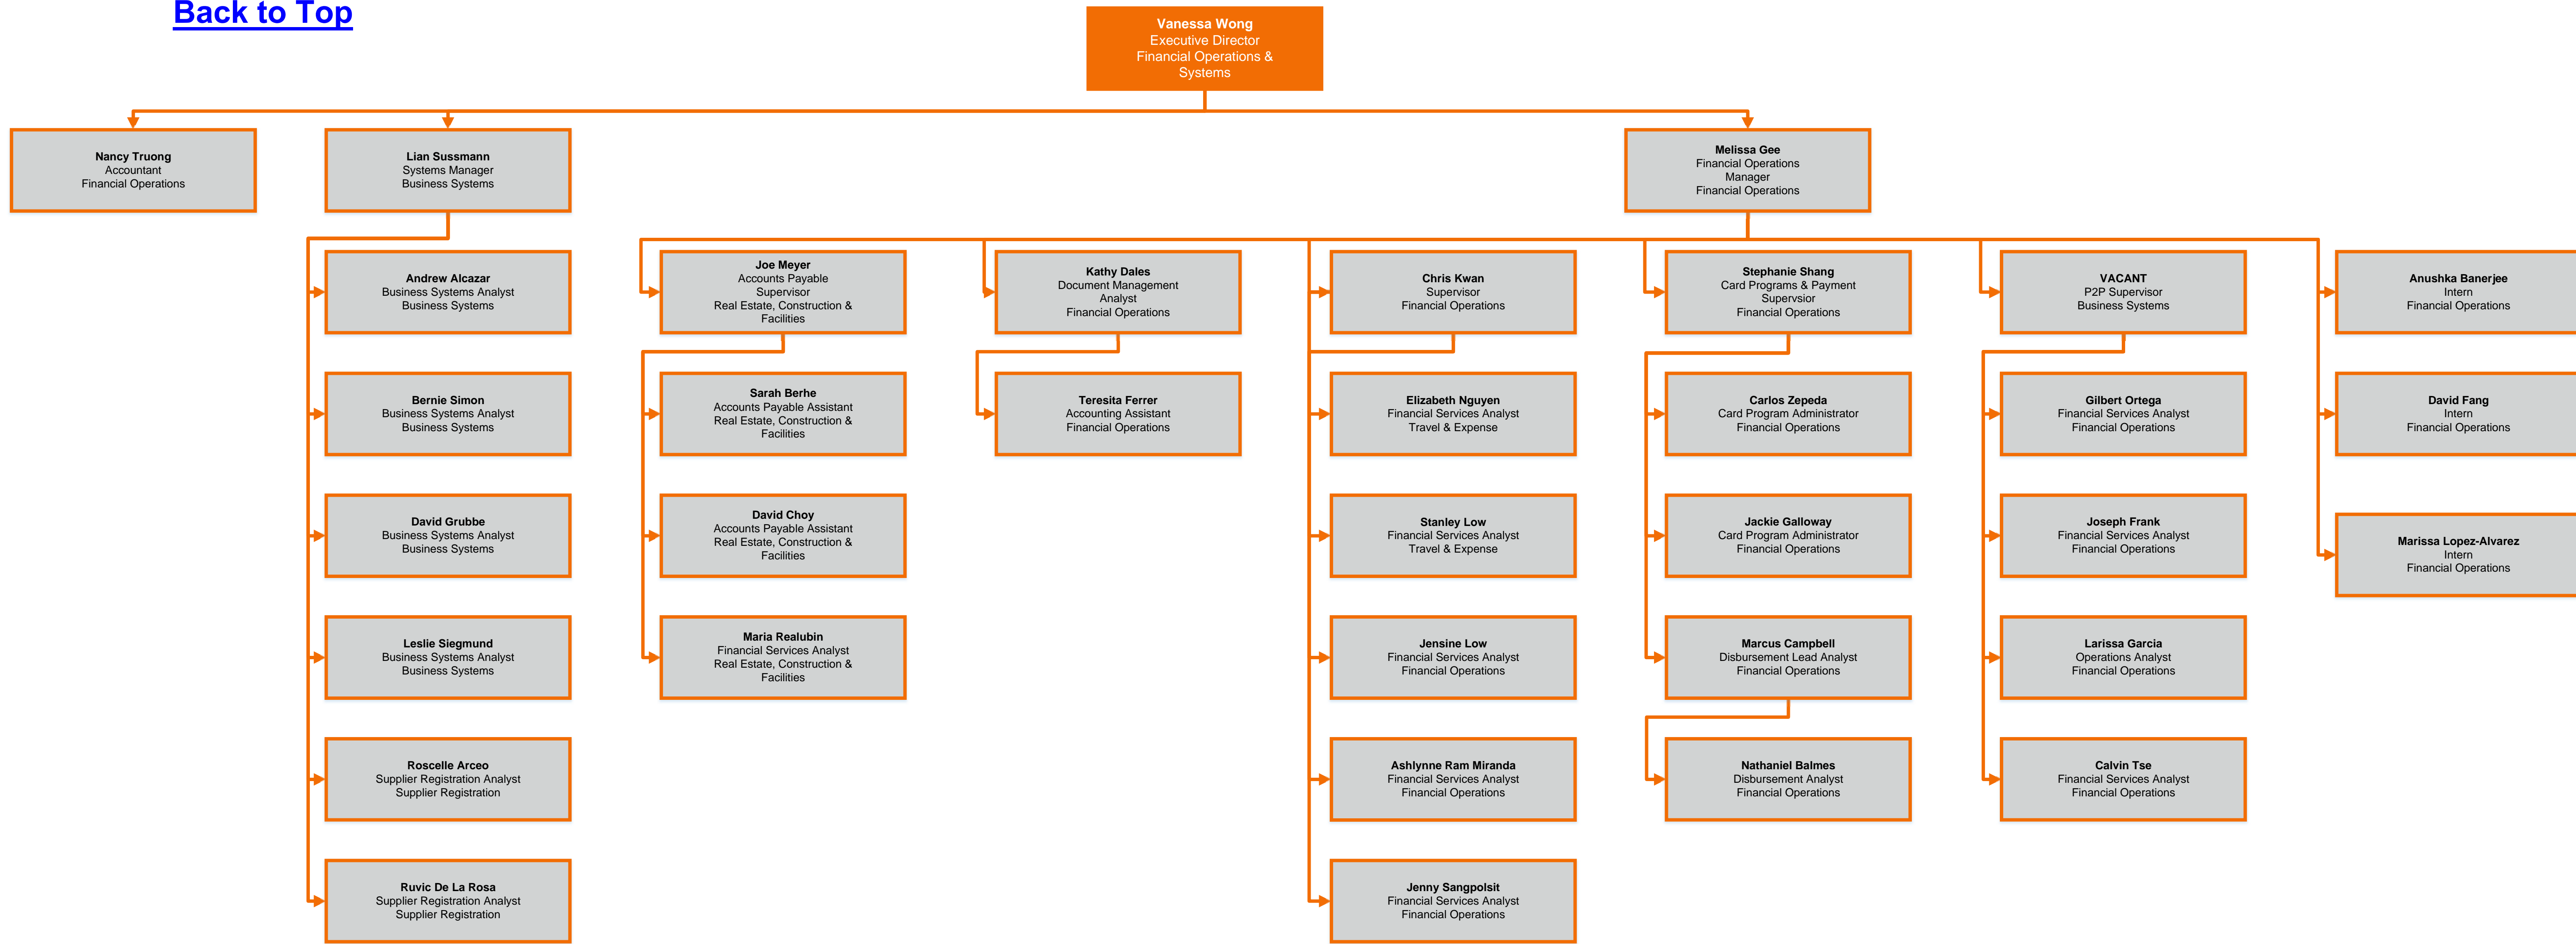 Back to Top
Vanessa Wong
Executive Director
Financial Operations &
Systems
Nancy Truong
Accountant
Financial Operations
Lian Sussmann
Systems Manager
Business Systems
Melissa Gee
Financial Operations
Manager
Financial Operations
Andrew Alcazar
Business Systems Analyst
Business Systems
Joe Meyer
Accounts Payable
Supervisor
Real Estate, Construction &
Facilities
Kathy Dales
Document Management
Analyst
Financial Operations
Chris Kwan
Supervisor
Financial Operations
Stephanie Shang
Card Programs & Payment
Supervsior
Financial Operations
VACANT
P2P Supervisor
Business Systems
Anushka Banerjee
Intern
Financial Operations
Bernie Simon
Business Systems Analyst
Business Systems
Sarah Berhe
Accounts Payable Assistant
Real Estate, Construction &
Facilities
Teresita Ferrer
Accounting Assistant
Financial Operations
Elizabeth Nguyen
Financial Services Analyst
Travel & Expense
Carlos Zepeda
Card Program Administrator
Financial Operations
Gilbert Ortega
Financial Services Analyst
Financial Operations
David Fang
Intern
Financial Operations
David Grubbe
Business Systems Analyst
Business Systems
David Choy
Accounts Payable Assistant
Real Estate, Construction &
Facilities
Stanley Low
Financial Services Analyst
Travel & Expense
Jackie Galloway
Card Program Administrator
Financial Operations
Joseph Frank
Financial Services Analyst
Financial Operations
Marissa Lopez-Alvarez
Intern
Financial Operations
Leslie Siegmund
Business Systems Analyst
Business Systems
Maria Realubin
Financial Services Analyst
Real Estate, Construction &
Facilities
Jensine Low
Financial Services Analyst
Financial Operations
Marcus Campbell
Disbursement Lead Analyst
Financial Operations
Larissa Garcia
Operations Analyst
Financial Operations
Roscelle Arceo
Supplier Registration Analyst
Supplier Registration
Ashlynne Ram Miranda
Financial Services Analyst
Financial Operations
Nathaniel Balmes
Disbursement Analyst
Financial Operations
Calvin Tse
Financial Services Analyst
Financial Operations
Ruvic De La Rosa
Supplier Registration Analyst
Supplier Registration
Jenny Sangpolsit
Financial Services Analyst
Financial Operations